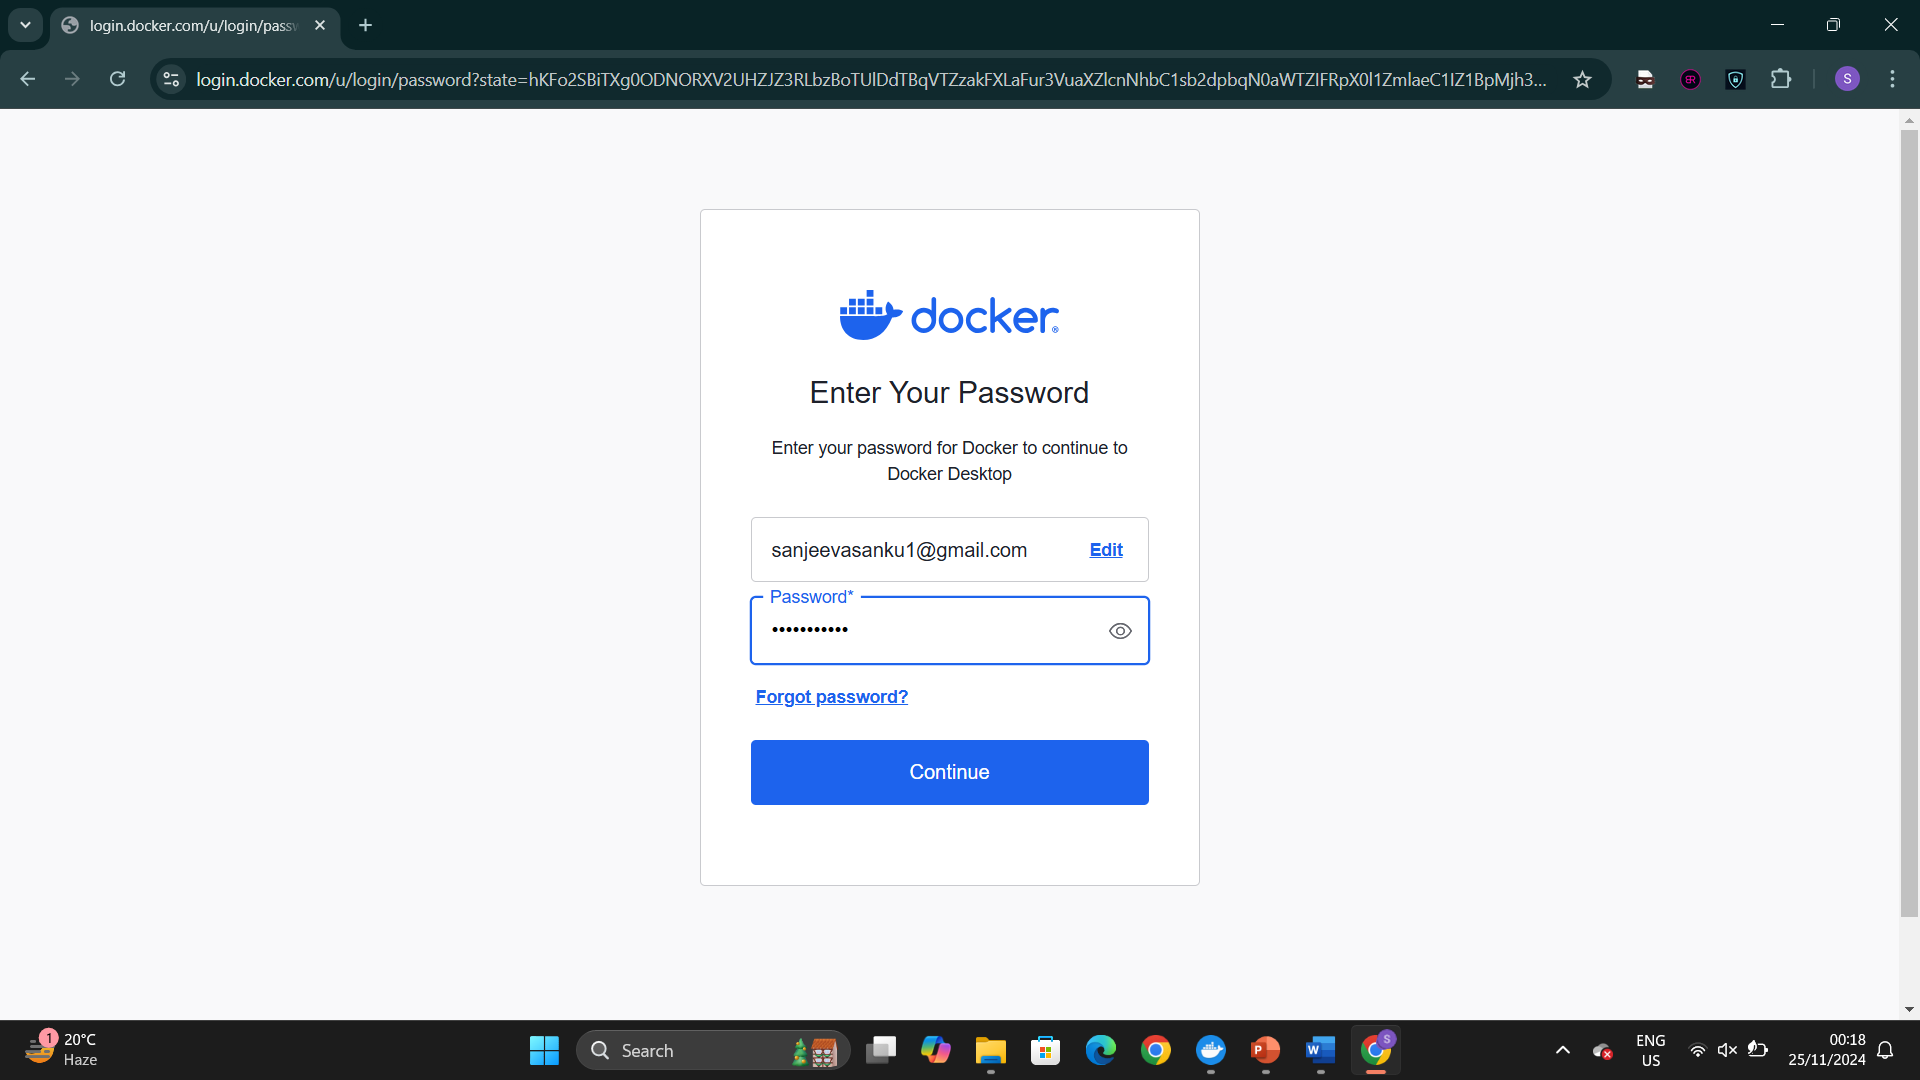 login.docker.com/u/login/passw
login.docker.com/u/login/password?state=hKFo2SBiTXg0ODNORXV2UHZJZ3RLbzBoTUlDdTBqVTZzakFXLaFur3VuaXZlcnNhbC1sb2dpbqN0aWTZIFRpX0l1ZmlaeC1IZ1BpMjh3...
BR
S
docker
Enter Your Password
Enter your password for Docker to continue to
Docker Desktop
sanjeevasanku1@gmail.com
Edit
Password*
•••••••••••
Forgot password?
Continue
1
20°C
Haze
Search
P
W
S
ENG
US
00:18
25/11/2024